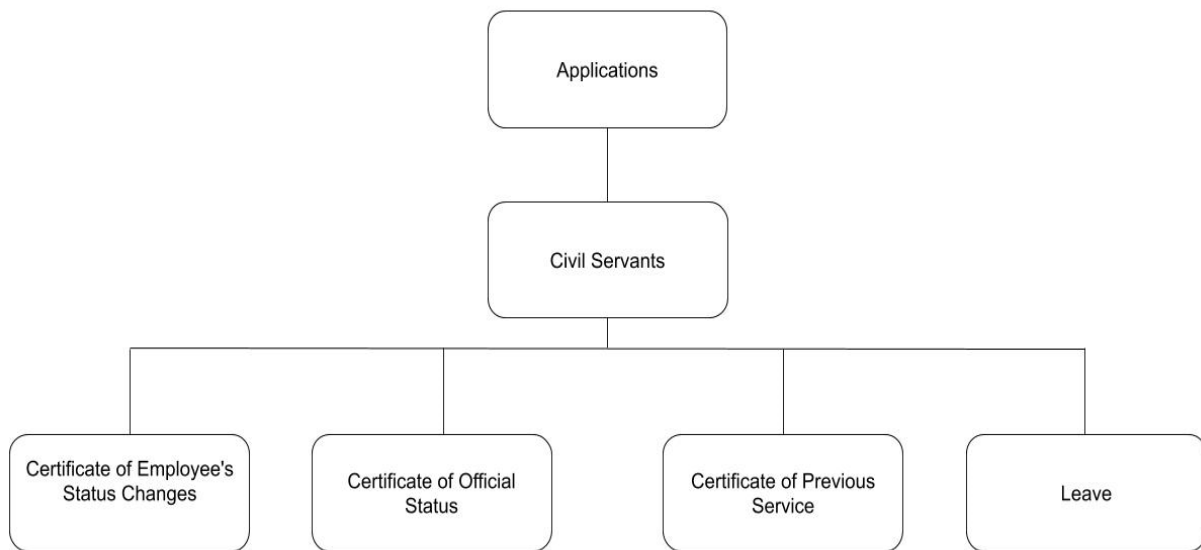 Applications
Civil Servants
Certificate of Employee's
Status Changes
Certificate of Official
Status
Certificate of Previous
Service
Leave